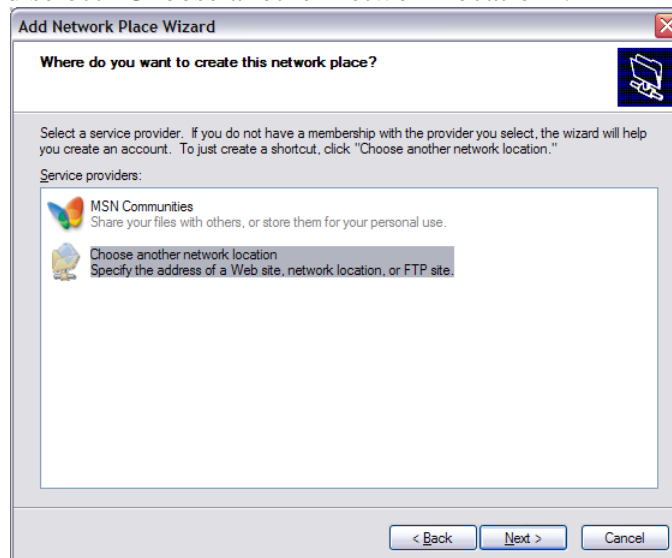 Add Network Place Wizard
Where do you want to create this network place?
Select a service provider. If you do not have a membership with the provider you select, the wizard will help
you create an account. To just create a shortcut, click "Choose another network location."
Service providers:
MSN Communities
Share your files with others, or store them for your personal use.
Choose another network location
Specify the address of a Web site, network location, or FTP site.
< Back
Next >
Cancel